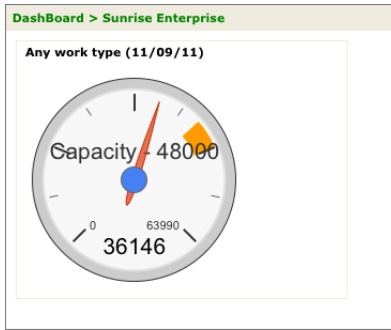 DashBoard > Sunrise Enterprise
Any work type (11/09/11)
Capacity - 48000
0 63990
36146